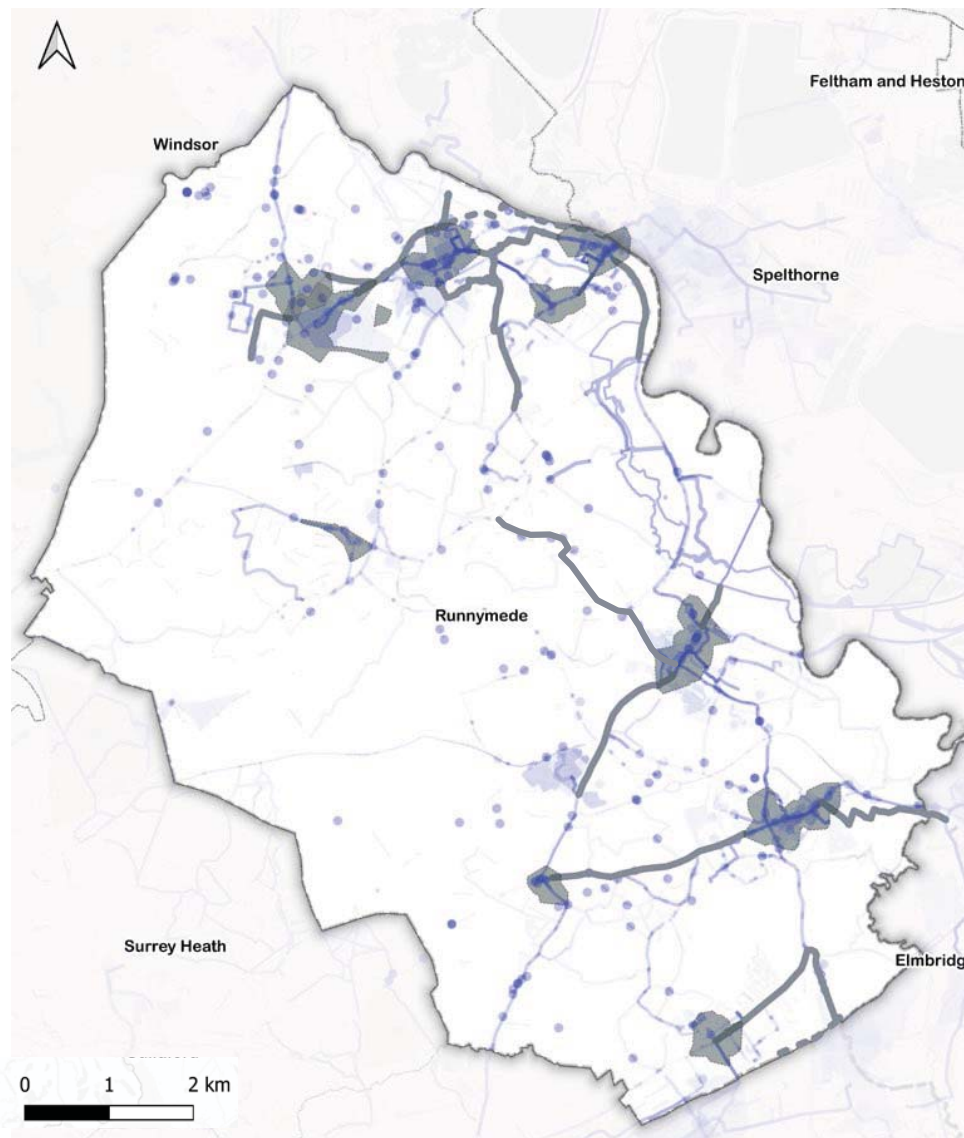 Feltham and Heston
Windsor
Spelthorne
Runnymede
Surrey Heath
Elmbridg
0 1 2 km